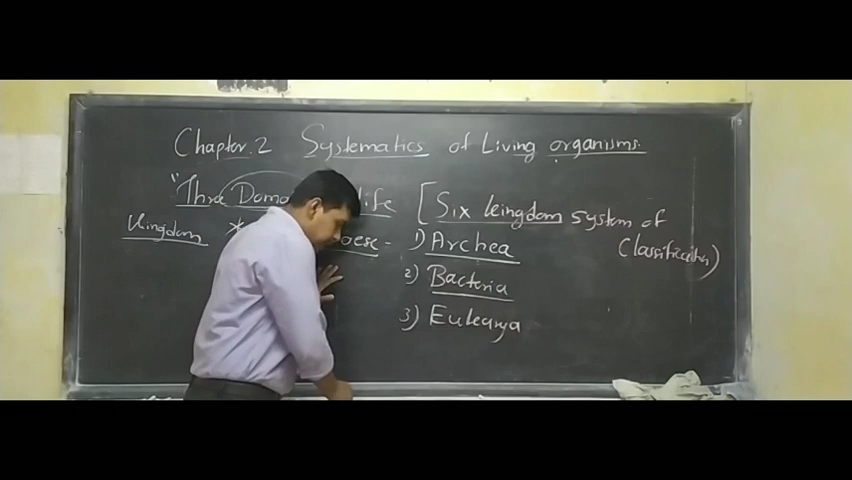 Chapter.2 Systematics of Living organisms.
"Three life [Six kingdom system of
Classification)
Kingdom * oese - 1) Archea
2) Bacteria
3) Eukarya